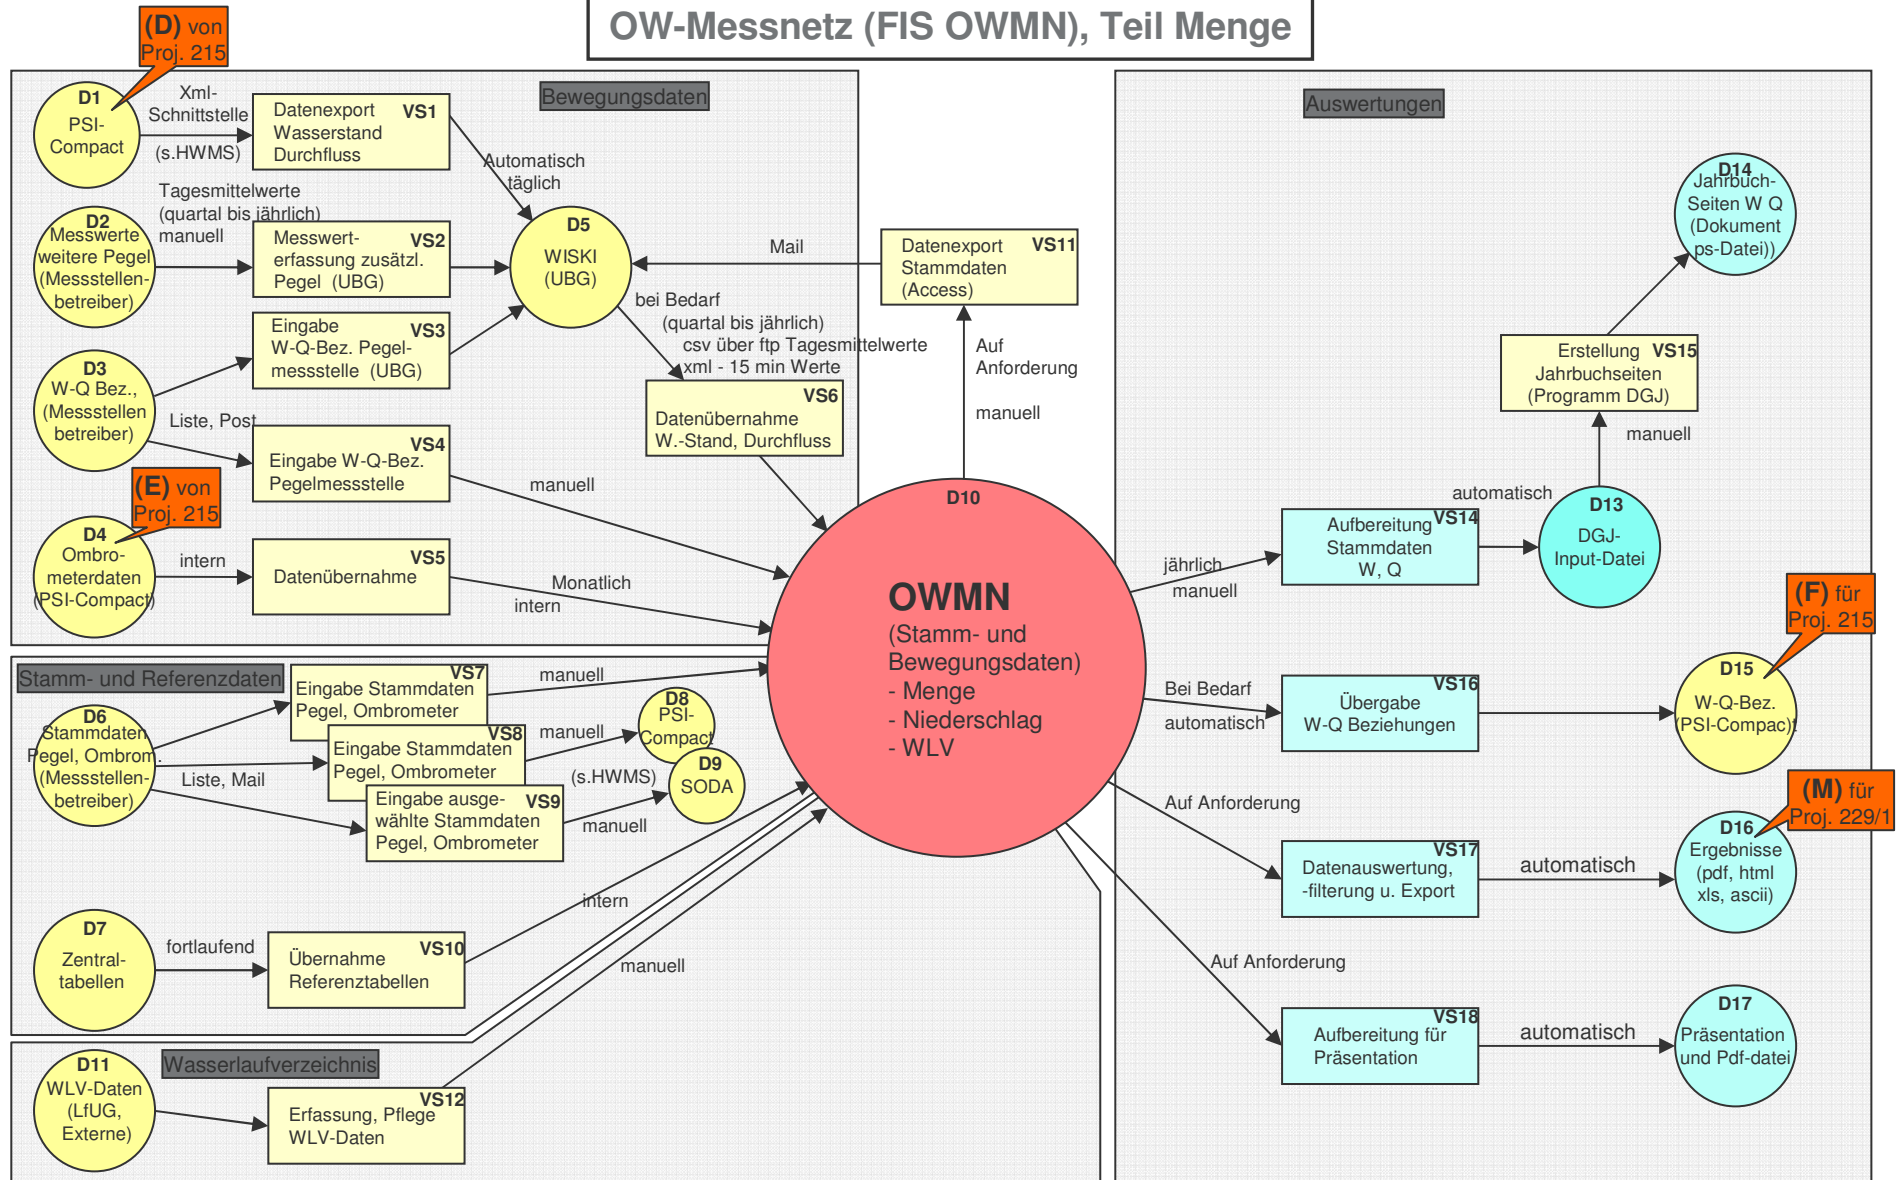 OW-Messnetz (FIS OWMN), Teil Menge
(D) von
Proj. 215
Bewegungsdaten
D1
PSI-
Compact
Xml-
Schnittstelle
(s.HWMS)
Datenexport VS1
Wasserstand
Durchfluss
Automatisch
täglich
D2
Messwerte
weitere Pegel
(Messstellen-
betreiber)
Tagesmittelwerte
(quartal bis jährlich)
manuell
Messwert- VS2
erfassung zusätzl.
Pegel (UBG)
D5
WISKI
(UBG)
D3
W-Q Bez.,
(Messstellen
betreiber)
Eingabe VS3
W-Q-Bez. Pegel-
messstelle (UBG)
Liste, Post
VS4
Eingabe W-Q-Bez.
Pegelmessstelle
manuell
bei Bedarf
(quartal bis jährlich)
csv über ftp Tagesmittelwerte
xml - 15 min Werte
VS6
Datenübernahme
W.-Stand, Durchfluss
Mail
Datenexport VS11
Stammdaten
(Access)
Auf
Anforderung
manuell
(E) von
Proj. 215
D4
Ombro-
meterdaten
(PSI-Compact)
intern
VS5
Datenübernahme
Monatlich
intern
Stamm- und Referenzdaten
D6
Stammdaten
Pegel, Ombrom.
(Messstellen-
betreiber)
VS7
Eingabe Stammdaten
Pegel, Ombrometer
manuell
VS8
Eingabe Stammdaten
Pegel, Ombrometer
manuell
D8
PSI-
Compact
Liste, Mail
Eingabe ausge- VS9
wählte Stammdaten
Pegel, Ombrometer
(s.HWMS)
manuell
D9
SODA
D7
Zentral-
tabellen
fortlaufend
VS10
Übernahme
Referenztabellen
intern
Wasserlaufverzeichnis
D11
WLV-Daten
(LfUG,
Externe)
VS12
Erfassung, Pflege
WLV-Daten
manuell
D10
OWMN
(Stamm- und
Bewegungsdaten)
- Menge
- Niederschlag
- WLV
Auswertungen
D14
Jahrbuch-
Seiten W Q
(Dokument
ps-Datei))
Erstellung VS15
Jahrbuchseiten
(Programm DGJ)
manuell
jährlich
manuell
VS14
Aufbereitung
Stammdaten
W, Q
automatisch
D13
DGJ-
Input-Datei
(F) für
Proj. 215
Bei Bedarf
automatisch
VS16
Übergabe
W-Q Beziehungen
D15
W-Q-Bez.
(PSI-Compac)t
(M) für
Proj. 229/1
Auf Anforderung
VS17
Datenauswertung,
-filterung u. Export
automatisch
D16
Ergebnisse
(pdf, html
xls, ascii)
Auf Anforderung
VS18
Aufbereitung für
Präsentation
automatisch
D17
Präsentation
und Pdf-datei